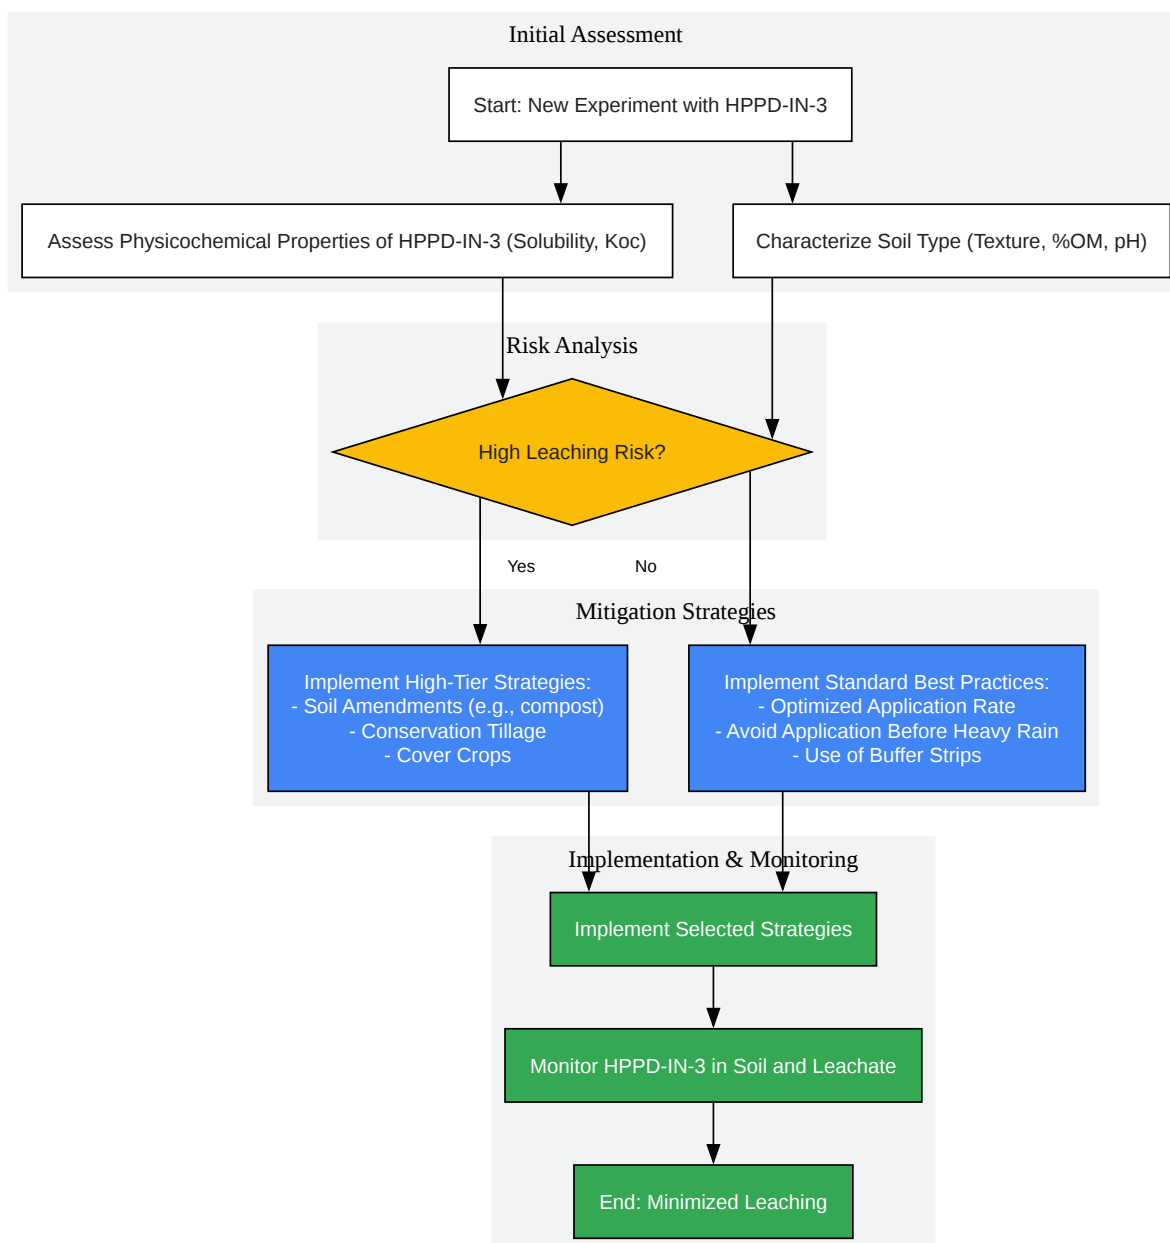 Initial Assessment
Start: New Experiment with HPPD-IN-3
Assess Physicochemical Properties of HPPD-IN-3 (Solubility, Koc)
Characterize Soil Type (Texture, %OM, pH)
Risk Analysis
High Leaching Risk?
Yes
No
Mitigation Strategies
Implement High-Tier Strategies:
- Soil Amendments (e.g., compost)
- Conservation Tillage
- Cover Crops
Implement Standard Best Practices:
- Optimized Application Rate
- Avoid Application Before Heavy Rain
- Use of Buffer Strips
Implementation & Monitoring
Implement Selected Strategies
Monitor HPPD-IN-3 in Soil and Leachate
End: Minimized Leaching